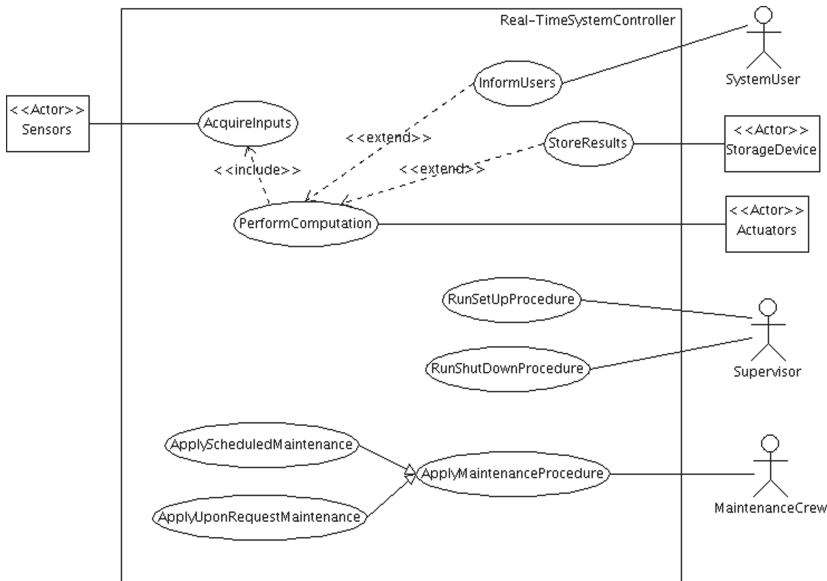 Real-TimeSystemController
SystemUser
InformUsers
<<Actor>>
Sensors
AcquireInputs
<<extend>>
StoreResults
<<Actor>>
StorageDevice
<<include>>
<<extend>>
PerformComputation
<<Actor>>
Actuators
RunSetUpProcedure
RunShutDownProcedure
Supervisor
ApplyScheduledMaintenance
ApplyMaintenanceProcedure
ApplyUponRequestMaintenance
MaintenanceCrew